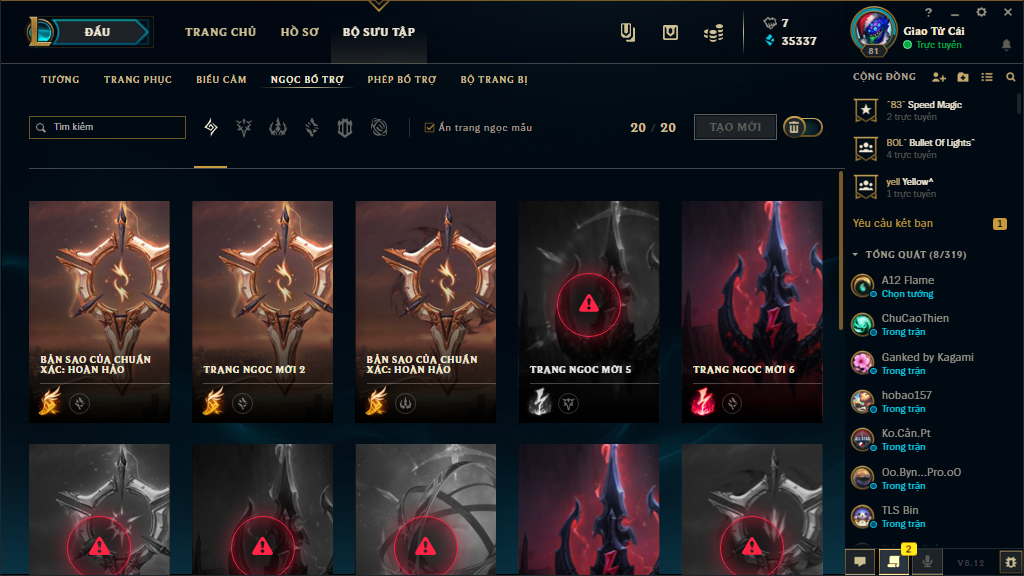 ĐẤU
TRANG CHỦ
HỒ SƠ
BỘ SƯU TẬP
7
35337
81
?
Giao Tử Cái
Trực tuyến
TƯỚNG
TRANG PHỤC
BIỂU CẢM
NGỌC BỔ TRỢ
PHÉP BỔ TRỢ
BỘ TRANG BỊ
CỘNG ĐỒNG
Tìm kiếm
Ẩn trang ngọc mẫu
20 / 20
TẠO MỚI
"83" Speed Magic
2 trực tuyến
BOL" Bullet Of Lights"
4 trực tuyến
yell Yellow^
1 trực tuyến
Yêu cầu kết bạn
1
TỔNG QUÁT (8/319)
A12 Flame
Chọn tướng
ChuCaoThien
Trong trận
Ganked by Kagami
Trong trận
hobao157
Trong trận
Ko.Cần.Pt
Trong trận
Oo.Byn...Pro.oO
Trong trận
TLS Bin
Trong trận
BẢN SAO CỦA CHUẨN
XÁC: HOÀN HẢO
TRANG NGỌC MỚI 2
BẢN SAO CỦA CHUẨN
XÁC: HOÀN HẢO
TRANG NGỌC MỚI 5
TRANG NGỌC MỚI 6
2
V8.12